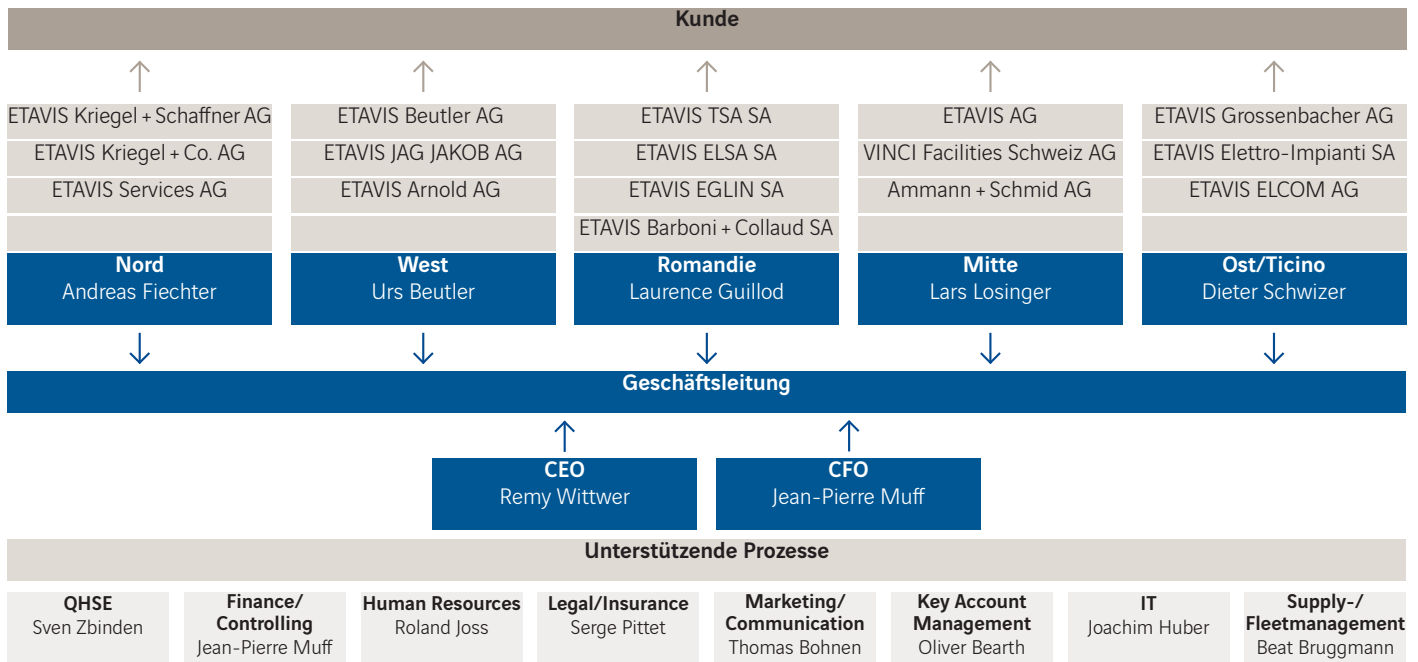 Kunde
ETAVIS Kriegel + Schaffner AG
ETAVIS Kriegel + Co. AG
ETAVIS Services AG
Nord
Andreas Fiechter
ETAVIS Beutler AG
ETAVIS JAG JAKOB AG
ETAVIS Arnold AG
West
Urs Beutler
ETAVIS TSA SA
ETAVIS ELSA SA
ETAVIS EGLIN SA
ETAVIS Barboni + Collaud SA
Romandie
Laurence Guillod
ETAVIS AG
VINCI Facilities Schweiz AG
Ammann + Schmid AG
Mitte
Lars Losinger
ETAVIS Grossenbacher AG
ETAVIS Elettro-Impianti SA
ETAVIS ELCOM AG
Ost/Ticino
Dieter Schwizer
Geschäftsleitung
CEO
Remy Wittwer
CFO
Jean-Pierre Muff
Unterstützende Prozesse
QHSE
Sven Zbinden
Finance/
Controlling
Jean-Pierre Muff
Human Resources
Roland Joss
Legal/Insurance
Serge Pittet
Marketing/
Communication
Thomas Bohnen
Key Account
Management
Oliver Bearth
IT
Joachim Huber
Supply-/
Fleetmanagement
Beat Bruggmann